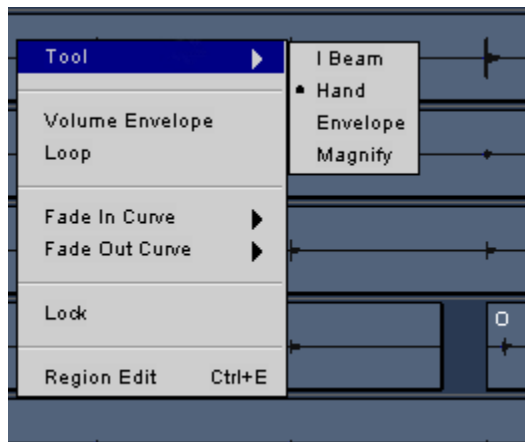 Tool
I Beam
Hand
Envelope
Magnify
Volume Envelope
Loop
Fade In Curve
Fade Out Curve
Lock
Region Edit Ctrl+E
O